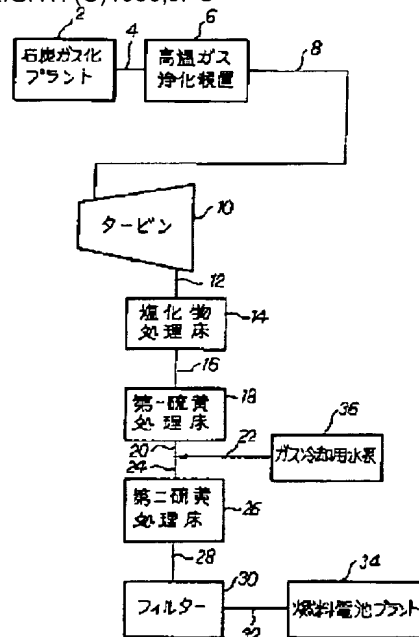 2
6
石炭ガス化
プラント
4
高温ガス
浄化装置
8
タービン
10
12
塩化物
処理床
14
16
第一硫黄
処理床
18
20
22
24
36
ガス冷却用水源
第二硫黄
処理床
26
28
30
34
フィルター
32
燃料電池プラント